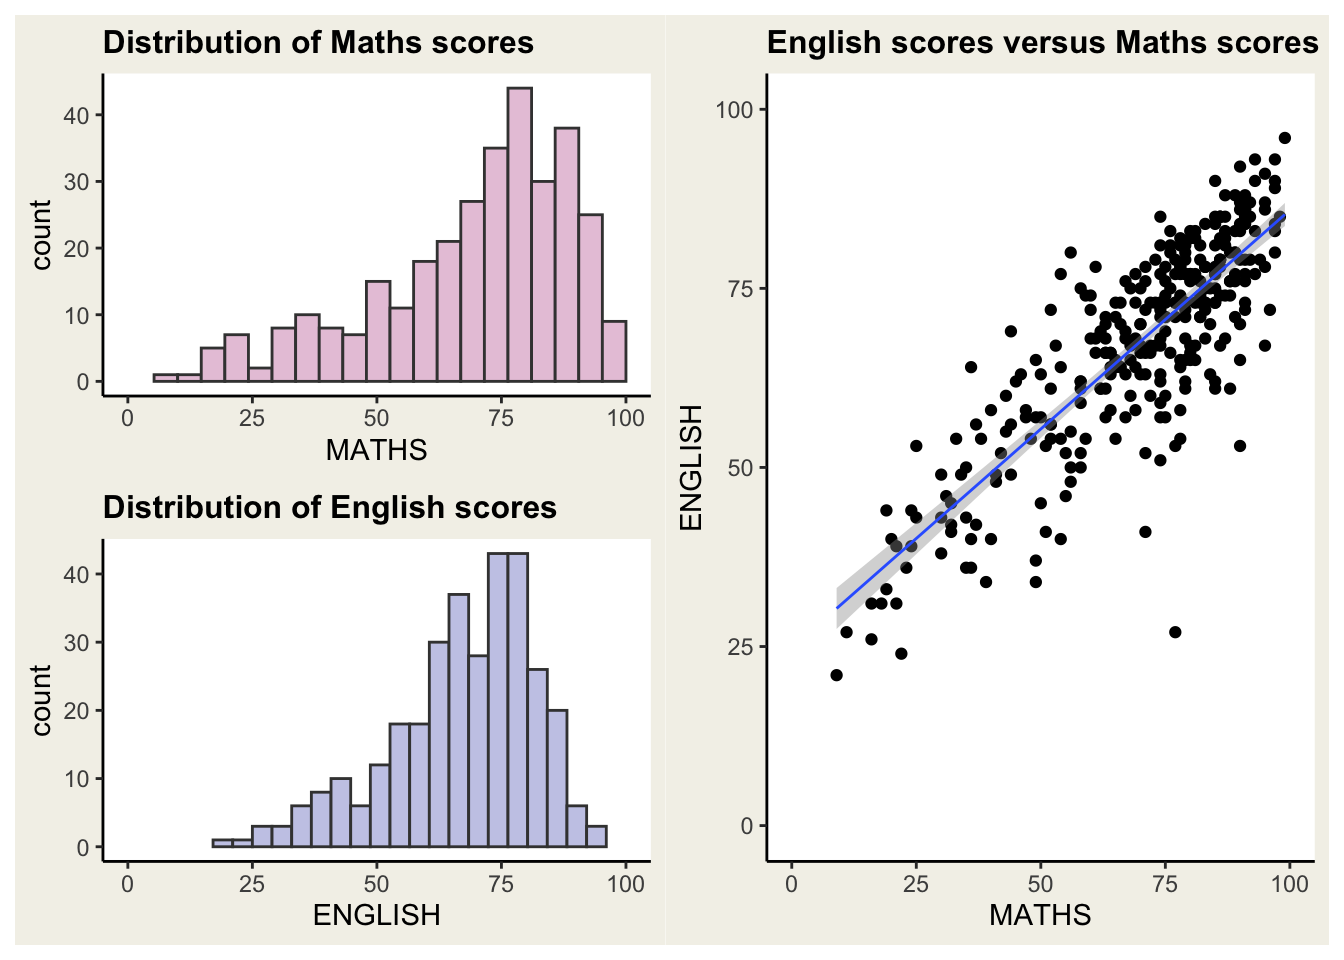 Distribution of Maths scores
count
40
30
20
10
0
0 25 50 75 100
MATHS
Distribution of English scores
count
40
30
20
10
0
0 25 50 75 100
ENGLISH
English scores versus Maths scores
ENGLISH
100
75
50
25
0
0 25 50 75 100
MATHS